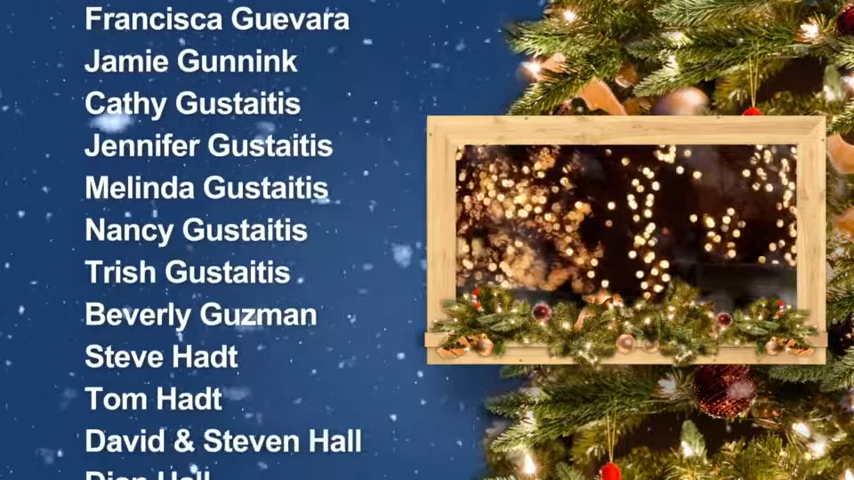 Francisca Guevara
Jamie Gunnink
Cathy Gustaitis
Jennifer Gustaitis
Melinda Gustaitis
Nancy Gustaitis
Trish Gustaitis
Beverly Guzman
Steve Hadt
Tom Hadt
David & Steven Hall
Hall